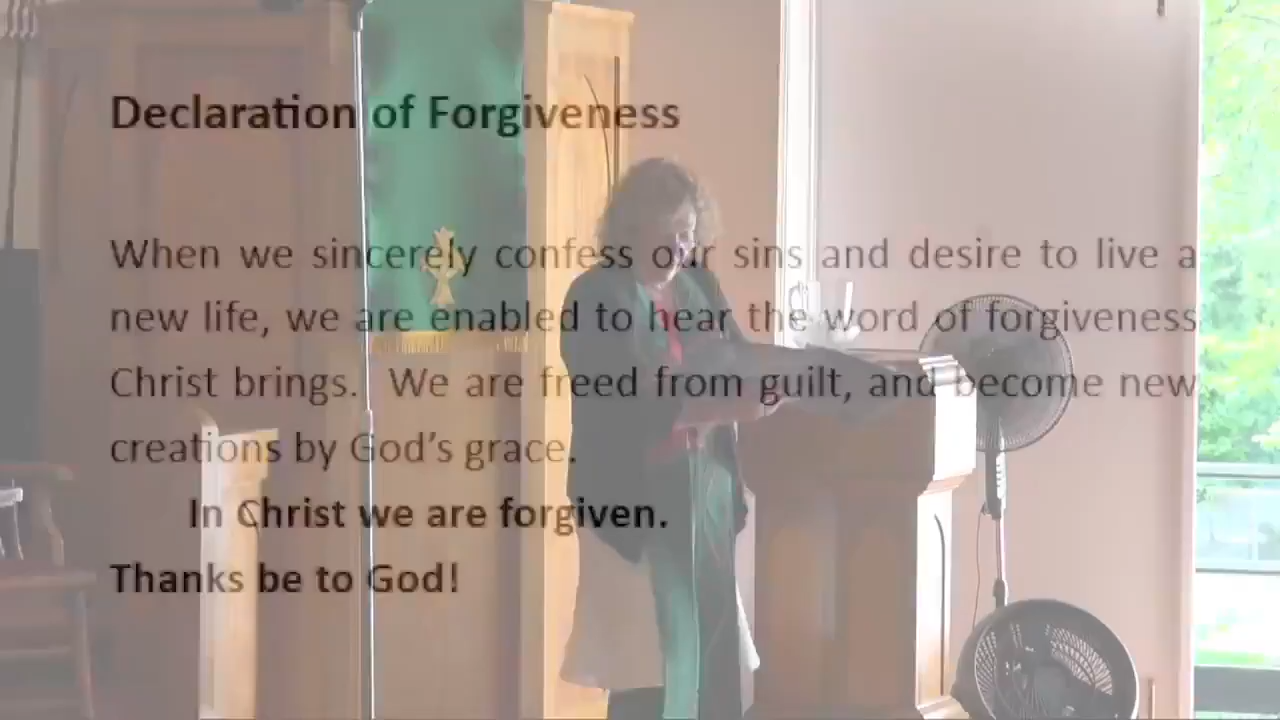 Declaration of Forgiveness
When we sincerely confess our sins and desire to live a
new life, we are enabled to hear the word of forgiveness
Christ brings. We are freed from guilt, and become new
creations by God’s grace.
In Christ we are forgiven.
Thanks be to God!